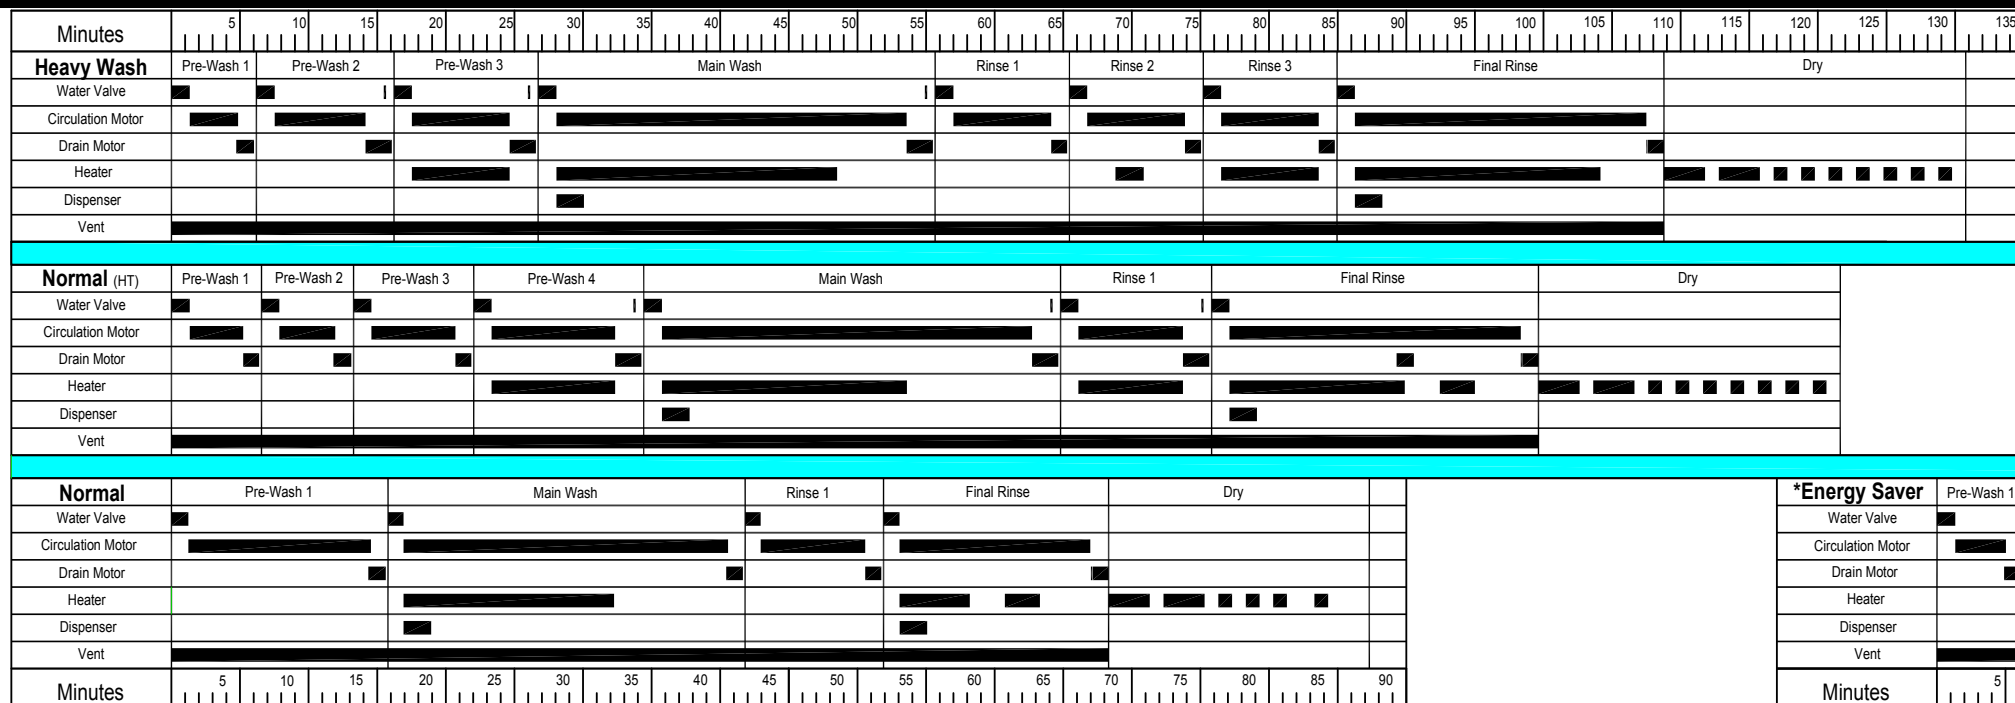 Minutes 5 10 15 20 25 30 35 40 45 50 55 60 65 70 75 80 85 90 95 100 105 110 115 120 125 130 135
Heavy Wash Pre-Wash 1 Pre-Wash 2 Pre-Wash 3 Main Wash Rinse 1 Rinse 2 Rinse 3 Final Rinse Dry
Water Valve
Circulation Motor
Drain Motor
Heater
Dispenser
Vent
Normal (HT) Pre-Wash 1 Pre-Wash 2 Pre-Wash 3 Pre-Wash 4 Main Wash Rinse 1 Final Rinse Dry
Water Valve
Circulation Motor
Drain Motor
Heater
Dispenser
Vent
Normal Pre-Wash 1 Main Wash Rinse 1 Final Rinse Dry *Energy Saver Pre-Wash 1
Water Valve Water Valve
Circulation Motor Circulation Motor
Drain Motor Drain Motor
Heater Heater
Dispenser Dispenser
Vent Vent
Minutes 5 10 15 20 25 30 35 40 45 50 55 60 65 70 75 80 85 90 Minutes 5